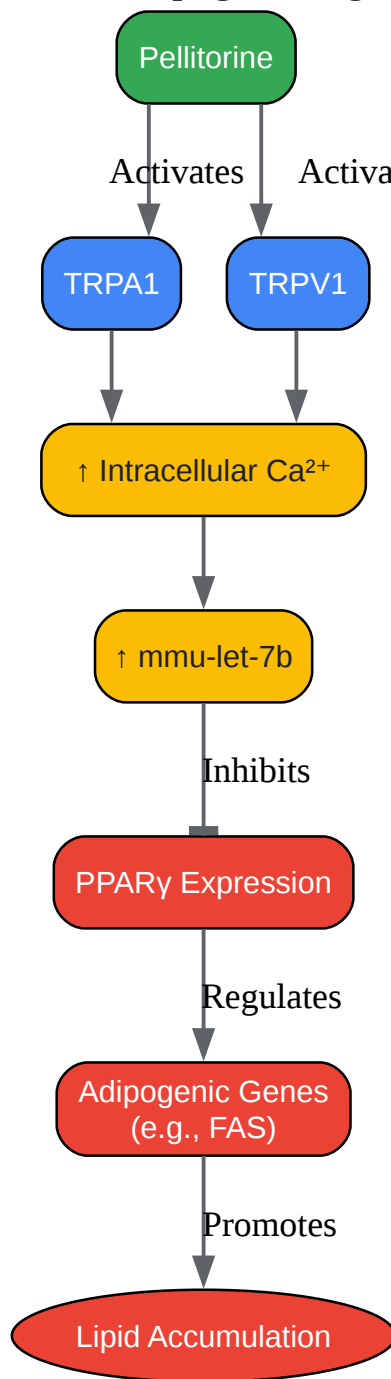 Pellitorine
Activates
TRPA1
TRPV1
↑ Intracellular Ca²⁺
↑ mmu-let-7b
Inhibits
PPARγ Expression
Regulates
Adipogenic Genes
(e.g., FAS)
Promotes
Lipid Accumulation